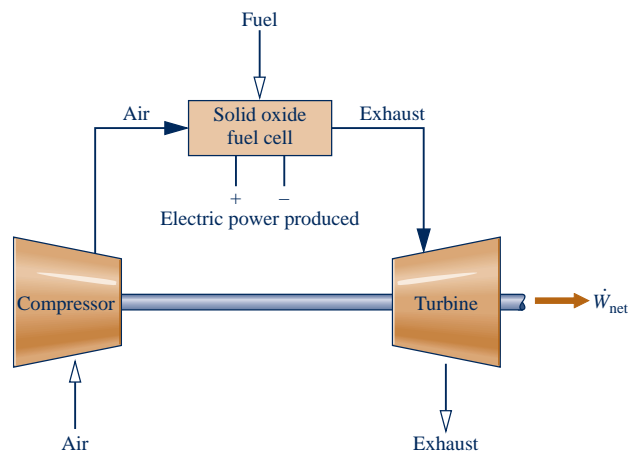 Fuel
Air
Solid oxide
fuel cell
Exhaust
+ −
Electric power produced
Compressor
Turbine
Ẇnet
Air
Exhaust